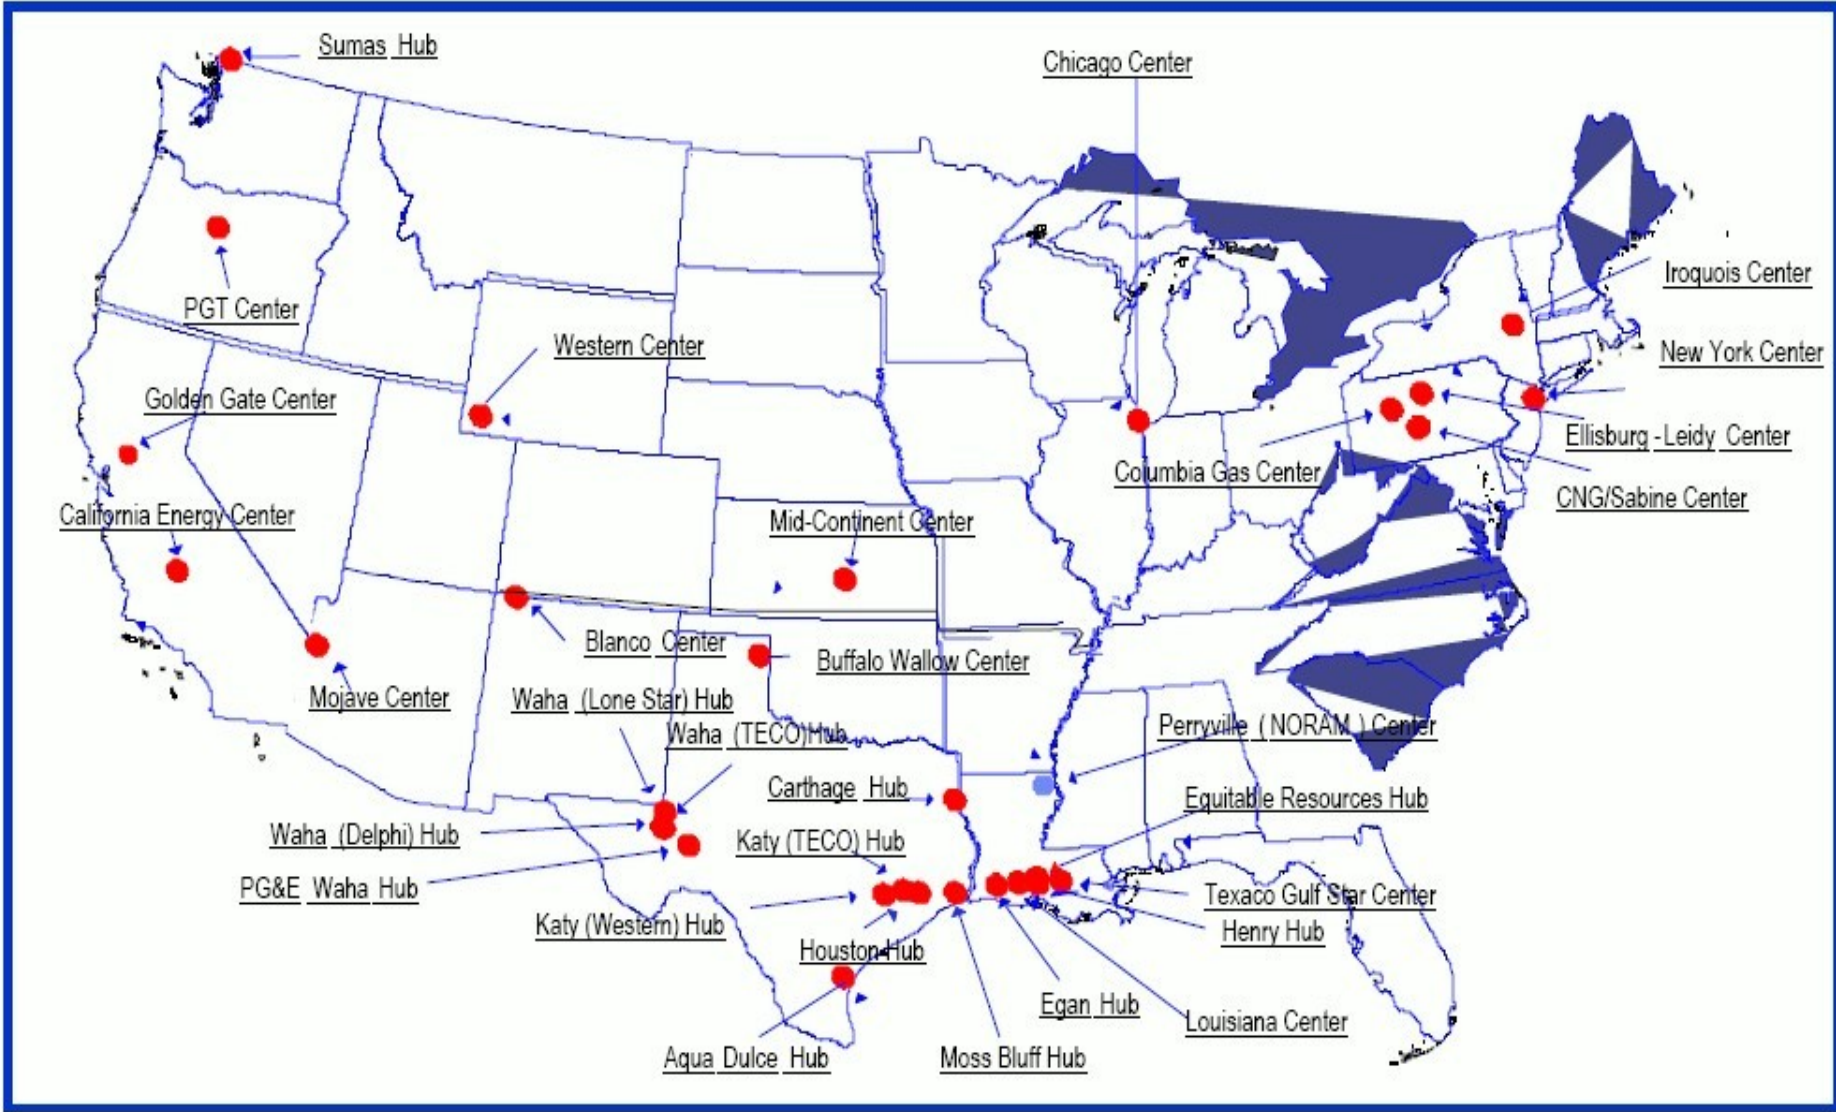 Sumas Hub
Chicago Center
Iroquois Center
PGT Center
Western Center
New York Center
Golden Gate Center
Ellisburg - Leidy Center
Columbia Gas Center
CNG/Sabine Center
California Energy Center
Mid-Continent Center
Blanco Center
Buffalo Wallow Center
Mojave Center
Waha (Lone Star) Hub
Perryville ( NORAM ) Center
Waha (TECO)Hub
Carthage Hub
Equitable Resources Hub
Waha (Delphi) Hub
Katy (TECO) Hub
PG&E Waha Hub
Texaco Gulf Star Center
Katy (Western) Hub
Henry Hub
Houston Hub
Egan Hub
Louisiana Center
Aqua Dulce Hub
Moss Bluff Hub